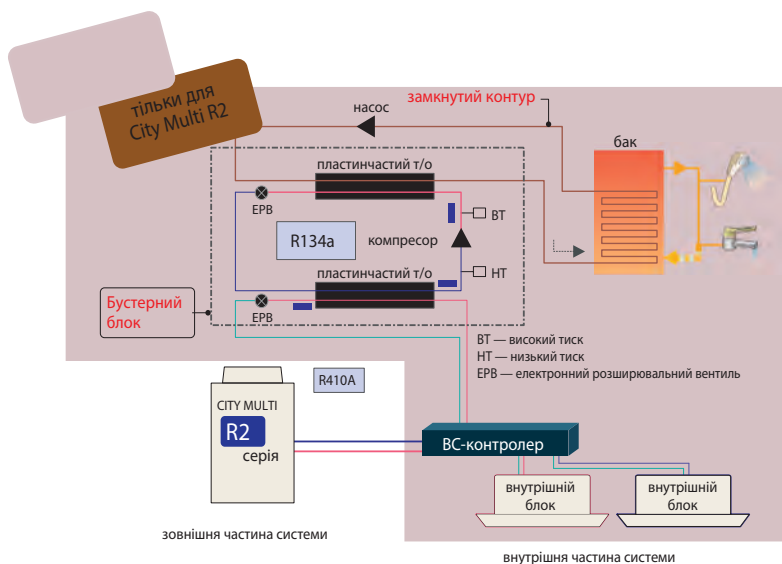 тільки для
City Multi R2
насос
замкнутий контур
бак
пластинчастий т/о
ЕРВ
ВТ
R134a
компресор
НТ
пластинчастий т/о
ЕРВ
Бустерний
блок
ВТ — високий тиск
НТ — низький тиск
ЕРВ — електронний розширювальний вентиль
R410A
CITY MULTI
R2
серія
ВС-контролер
внутрішній
блок
внутрішній
блок
зовнішня частина системи
внутрішня частина системи